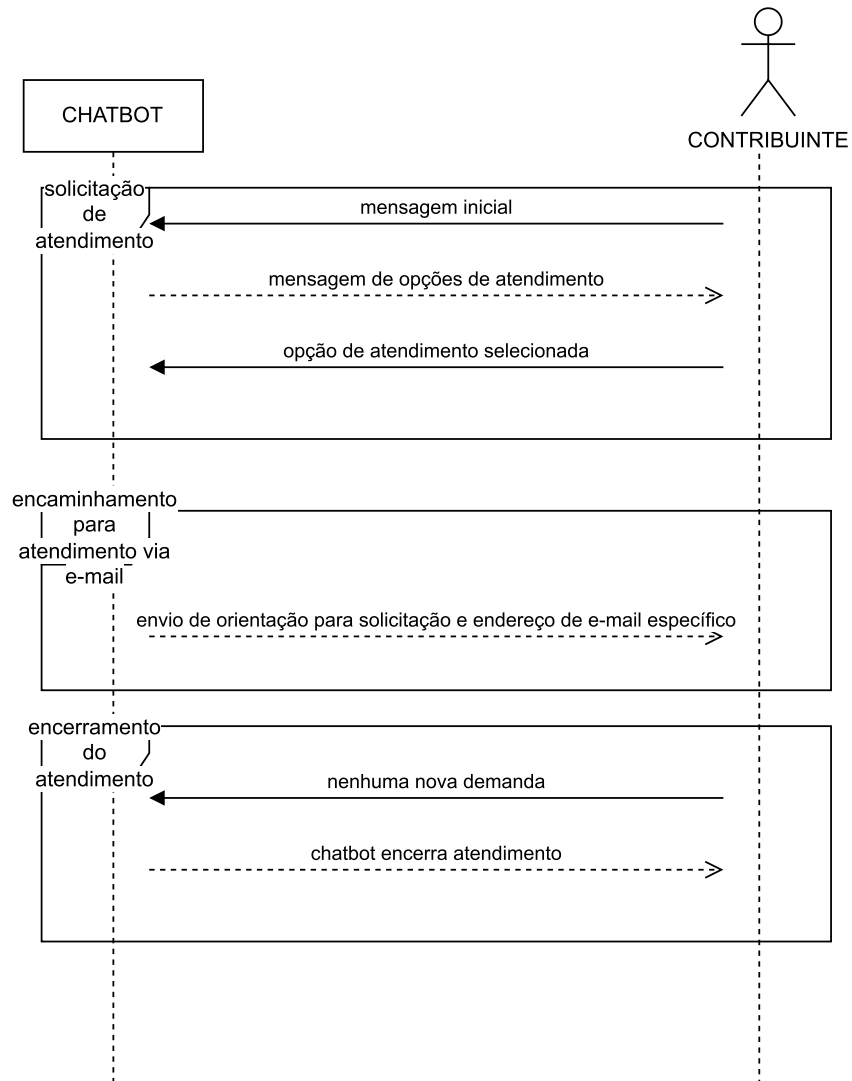 CHATBOT
CONTRIBUINTE
solicitação
de
atendimento
mensagem inicial
mensagem de opções de atendimento
opção de atendimento selecionada
encaminhamento
para
atendimento via
e-mail
envio de orientação para solicitação e endereço de e-mail específico
encerramento
do
atendimento
nenhuma nova demanda
chatbot encerra atendimento